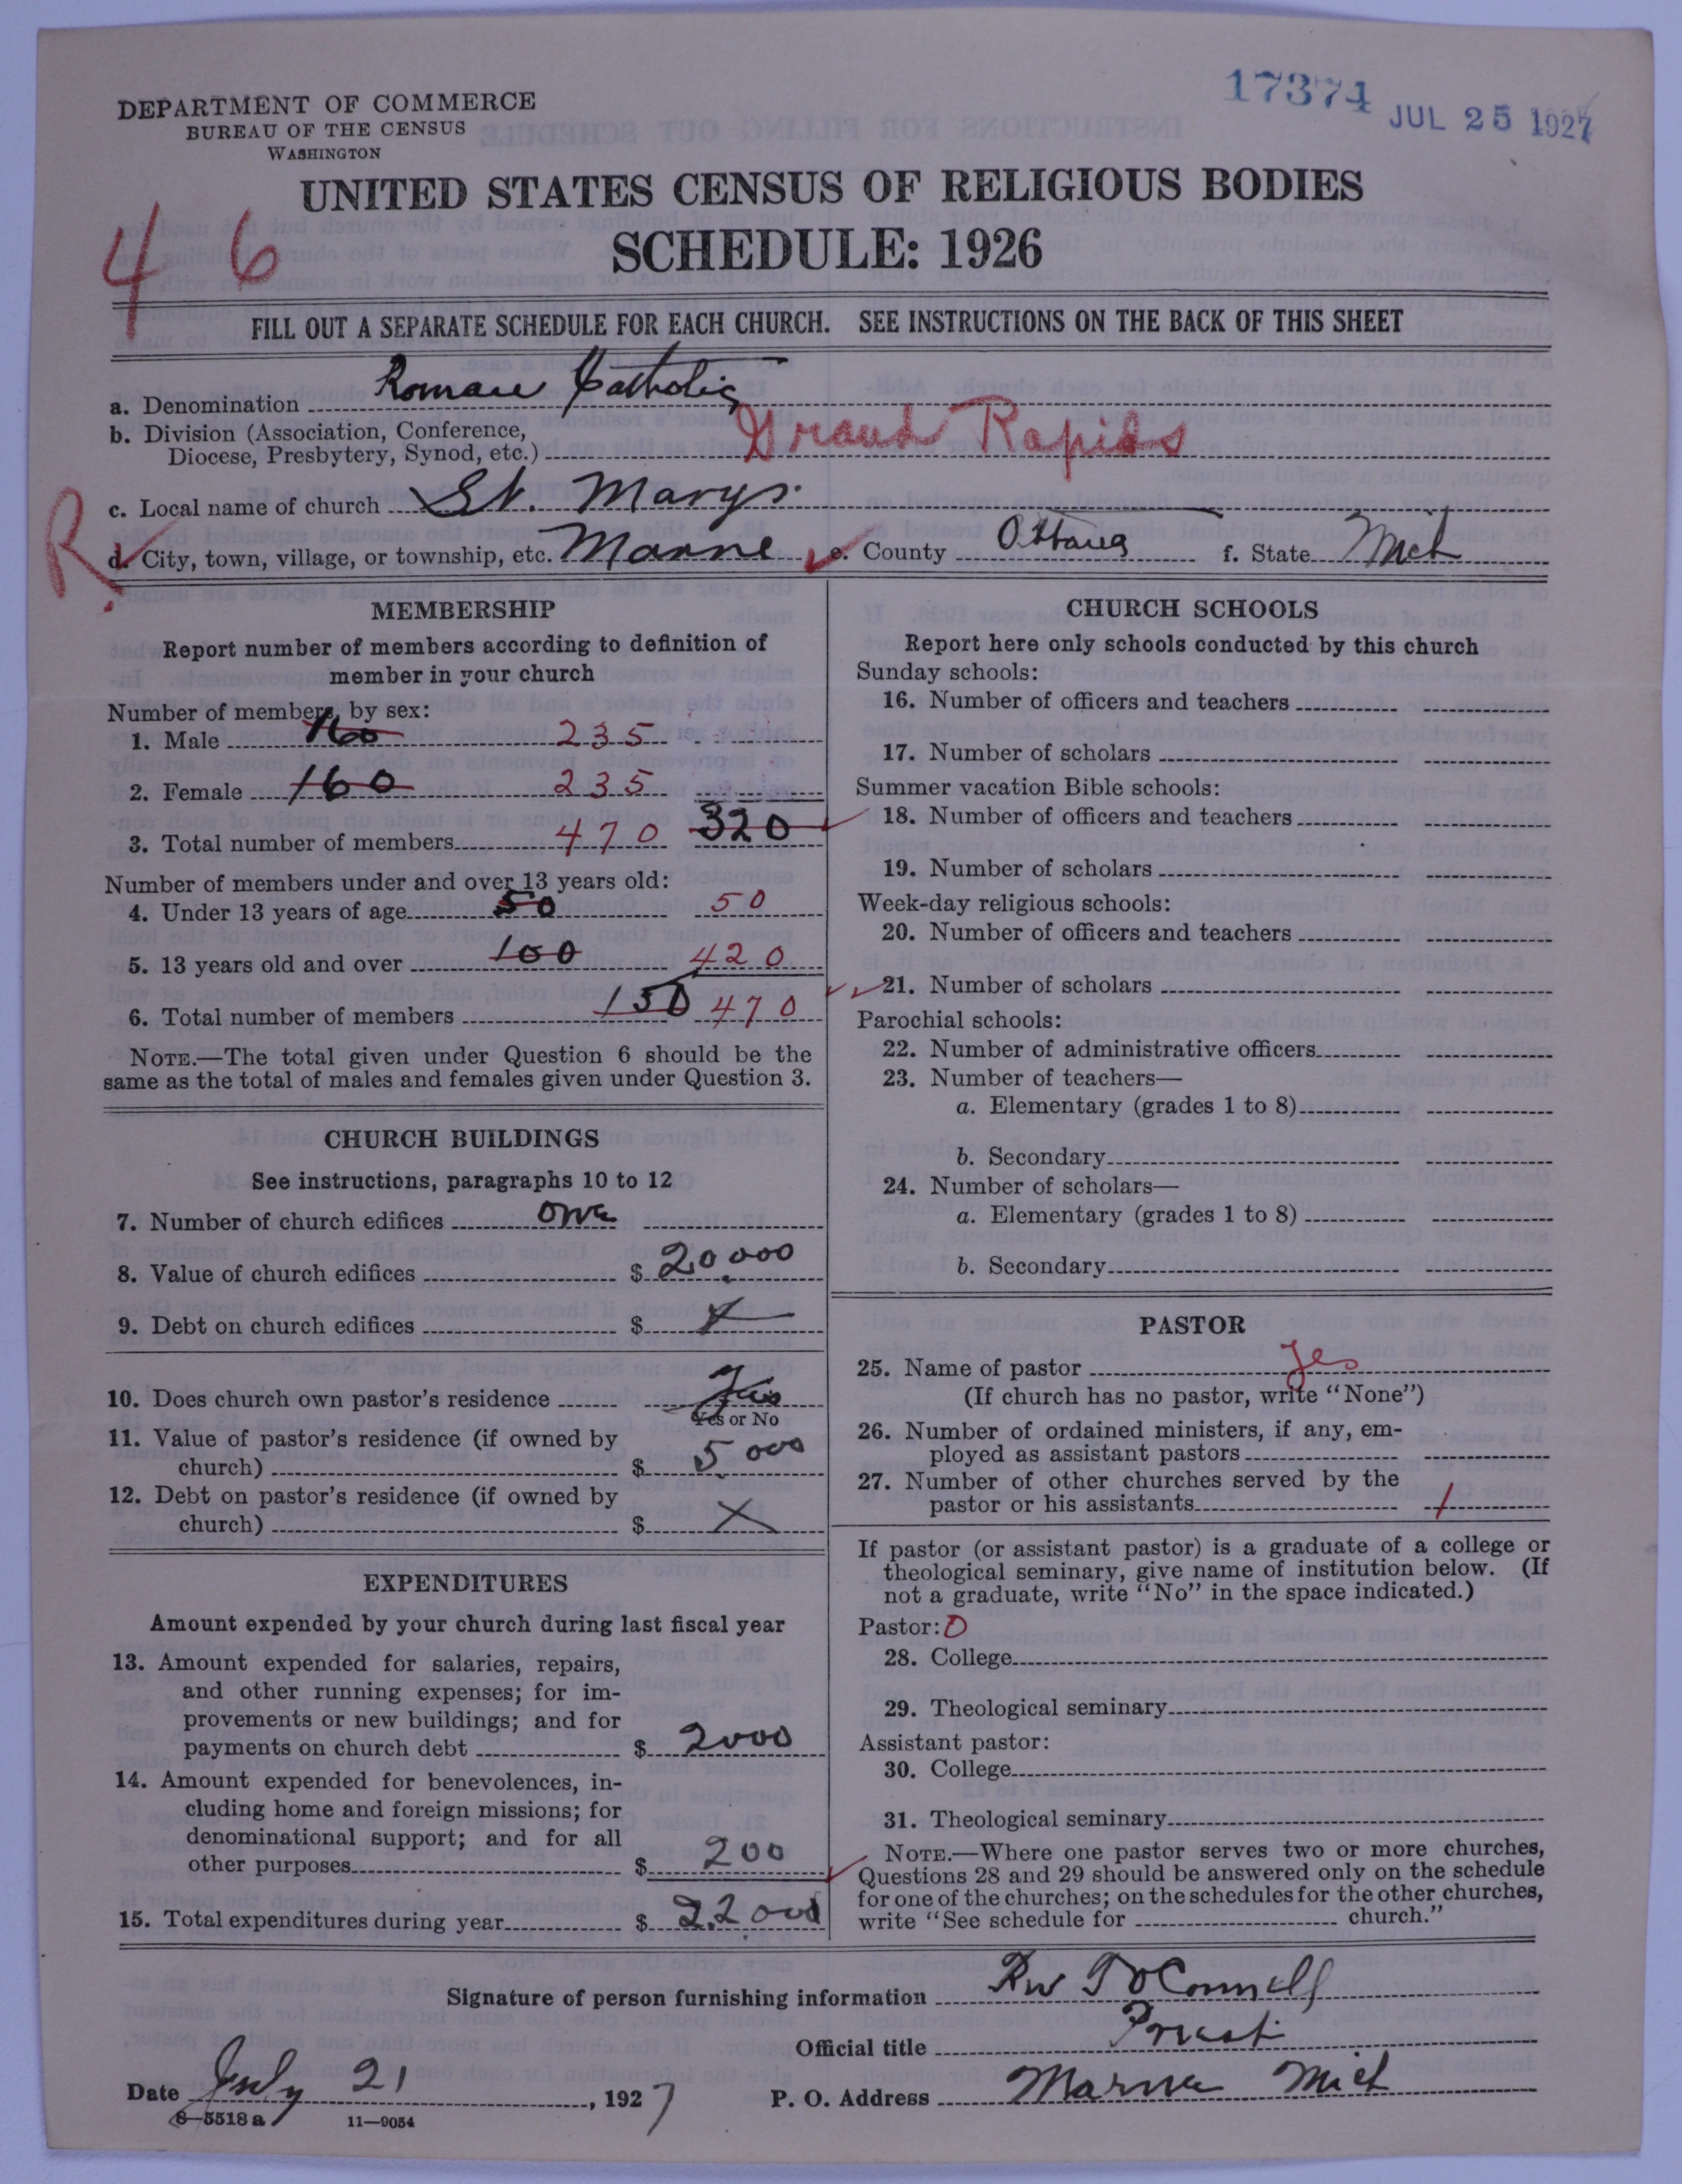 17374 JUL 25 1927
DEPARTMENT OF COMMERCE
BUREAU OF THE CENSUS
WASHINGTON
UNITED STATES CENSUS OF RELIGIOUS BODIES
SCHEDULE: 1926
4 6
FILL OUT A SEPARATE SCHEDULE FOR EACH CHURCH. SEE INSTRUCTIONS ON THE BACK OF THIS SHEET
a. Denomination Roman Catholic
b. Division (Association, Conference,
Diocese, Presbytery, Synod, etc.) Grand Rapids
c. Local name of church St. Marys.
R
d. City, town, village, or township, etc. Marne e. County Ottawa f. State Mich
MEMBERSHIP
Report number of members according to definition of
member in your church
Number of members, by sex:
1. Male 160 235
2. Female 160 235
3. Total number of members 470 320
Number of members under and over 13 years old:
4. Under 13 years of age 50 50
5. 13 years old and over 100 420
6. Total number of members 150 470
NOTE.—The total given under Question 6 should be the
same as the total of males and females given under Question 3.
CHURCH BUILDINGS
See instructions, paragraphs 10 to 12
7. Number of church edifices one
8. Value of church edifices $ 20,000
9. Debt on church edifices $ x
10. Does church own pastor's residence Yes
Yes or No
11. Value of pastor's residence (if owned by
church) $ 5000
12. Debt on pastor's residence (if owned by
church) $ X
EXPENDITURES
Amount expended by your church during last fiscal year
13. Amount expended for salaries, repairs,
and other running expenses; for im-
provements or new buildings; and for
payments on church debt $ 2000
14. Amount expended for benevolences, in-
cluding home and foreign missions; for
denominational support; and for all
other purposes $ 200
15. Total expenditures during year $
CHURCH SCHOOLS
Report here only schools conducted by this church
Sunday schools:
16. Number of officers and teachers
17. Number of scholars
Summer vacation Bible schools:
18. Number of officers and teachers
19. Number of scholars
Week-day religious schools:
20. Number of officers and teachers
21. Number of scholars
Parochial schools:
22. Number of administrative officers
23. Number of teachers—
a. Elementary (grades 1 to 8)
b. Secondary
24. Number of scholars—
a. Elementary (grades 1 to 8)
b. Secondary
PASTOR
25. Name of pastor Yes
(If church has no pastor, write "None")
26. Number of ordained ministers, if any, em-
ployed as assistant pastors
27. Number of other churches served by the
pastor or his assistants 1
If pastor (or assistant pastor) is a graduate of a college or
theological seminary, give name of institution below. (If
not a graduate, write "No" in the space indicated.)
Pastor: 0
28. College
29. Theological seminary
Assistant pastor:
30. College
31. Theological seminary
NOTE.—Where one pastor serves two or more churches,
Questions 28 and 29 should be answered only on the schedule
for one of the churches; on the schedules for the other churches,
write "See schedule for church."
Signature of person furnishing information Rev T O Connell
Official title Priest
Date July 21, 1927 P. O. Address Marne Mich
8—5518 a 11—9054